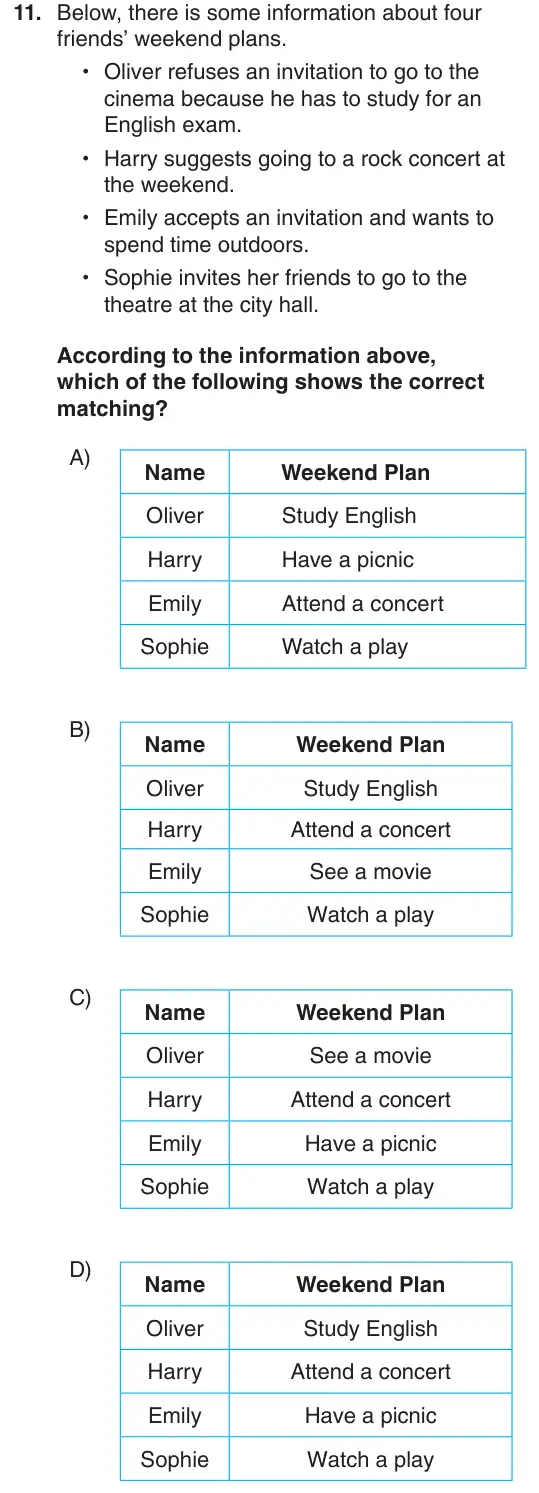 11. Below, there is some information about four
friends' weekend plans.
• Oliver refuses an invitation to go to the
cinema because he has to study for an
English exam.
• Harry suggests going to a rock concert at
the weekend.
• Emily accepts an invitation and wants to
spend time outdoors.
• Sophie invites her friends to go to the
theatre at the city hall.
According to the information above,
which of the following shows the correct
matching?
A)
Name Weekend Plan
Oliver Study English
Harry Have a picnic
Emily Attend a concert
Sophie Watch a play
B)
Name Weekend Plan
Oliver Study English
Harry Attend a concert
Emily See a movie
Sophie Watch a play
C)
Name Weekend Plan
Oliver See a movie
Harry Attend a concert
Emily Have a picnic
Sophie Watch a play
D)
Name Weekend Plan
Oliver Study English
Harry Attend a concert
Emily Have a picnic
Sophie Watch a play